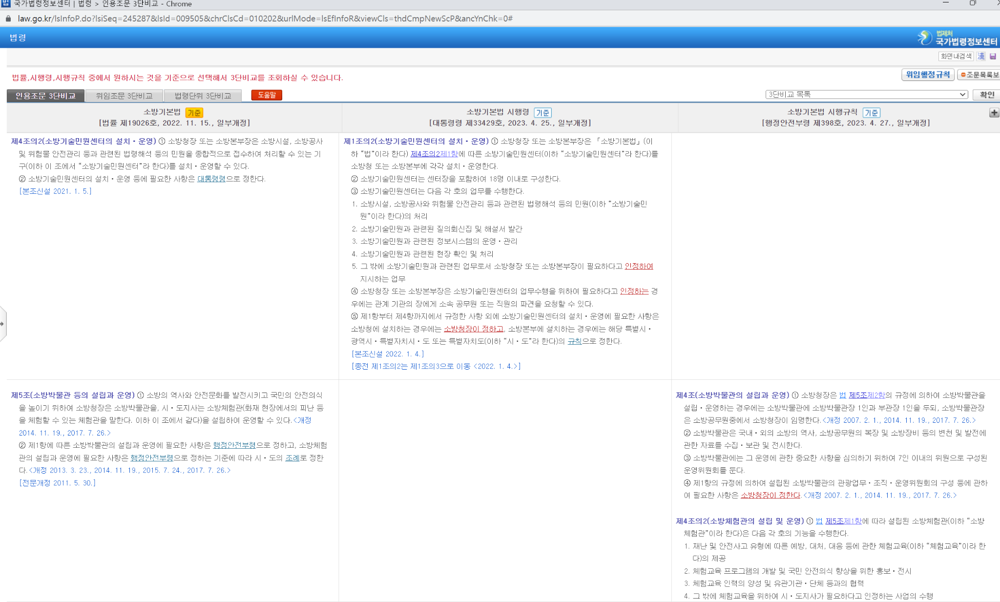 국가법령정보센터 | 법령 > 인용조문 3단비교 - Chrome
law.go.kr/lsInfoP.do?lsiSeq=245287&lsId=009505&chrClsCd=010202&urlMode=lsEfInfoR&viewCls=thdCmpNewScP&ancYnChk=0#
법령
법제처
국가법령정보센터
화면내검색 漢
법률,시행령,시행규칙 중에서 원하시는 것을 기준으로 선택해서 3단비교를 조회하실 수 있습니다.
위임행정규칙 조문목록보
인용조문 3단비교 위임조문 3단비교 법령단위 3단비교 도움말
3단비교 목록 확인
소방기본법 기준
[법률 제19026호, 2022. 11. 15., 일부개정]
소방기본법 시행령 기준
[대통령령 제33429호, 2023. 4. 25., 일부개정]
소방기본법 시행규칙 기준
[행정안전부령 제398호, 2023. 4. 27., 일부개정]
제4조의2(소방기술민원센터의 설치ㆍ운영) ① 소방청장 또는 소방본부장은 소방시설, 소방공사
및 위험물 안전관리 등과 관련된 법령해석 등의 민원을 종합적으로 접수하여 처리할 수 있는 기
구(이하 이 조에서 “소방기술민원센터”라 한다)를 설치ㆍ운영할 수 있다.
② 소방기술민원센터의 설치ㆍ운영 등에 필요한 사항은 대통령령으로 정한다.
[본조신설 2021. 1. 5.]
제1조의2(소방기술민원센터의 설치ㆍ운영) ① 소방청장 또는 소방본부장은 「소방기본법」(이
하 “법”이라 한다) 제4조의2제1항에 따른 소방기술민원센터(이하 “소방기술민원센터”라 한다)를
소방청 또는 소방본부에 각각 설치ㆍ운영한다.
② 소방기술민원센터는 센터장을 포함하여 18명 이내로 구성한다.
③ 소방기술민원센터는 다음 각 호의 업무를 수행한다.
1. 소방시설, 소방공사와 위험물 안전관리 등과 관련된 법령해석 등의 민원(이하 “소방기술민
원”이라 한다)의 처리
2. 소방기술민원과 관련된 질의회신집 및 해설서 발간
3. 소방기술민원과 관련된 정보시스템의 운영ㆍ관리
4. 소방기술민원과 관련된 현장 확인 및 처리
5. 그 밖에 소방기술민원과 관련된 업무로서 소방청장 또는 소방본부장이 필요하다고 인정하여
지시하는 업무
④ 소방청장 또는 소방본부장은 소방기술민원센터의 업무수행을 위하여 필요하다고 인정하는 경
우에는 관계 기관의 장에게 소속 공무원 또는 직원의 파견을 요청할 수 있다.
⑤ 제1항부터 제4항까지에서 규정한 사항 외에 소방기술민원센터의 설치ㆍ운영에 필요한 사항은
소방청에 설치하는 경우에는 소방청장이 정하고, 소방본부에 설치하는 경우에는 해당 특별시ㆍ
광역시ㆍ특별자치시ㆍ도 또는 특별자치도(이하 “시ㆍ도”라 한다)의 규칙으로 정한다.
[본조신설 2022. 1. 4.]
[종전 제1조의2는 제1조의3으로 이동 <2022. 1. 4.>]
제5조(소방박물관 등의 설립과 운영) ① 소방의 역사와 안전문화를 발전시키고 국민의 안전의식
을 높이기 위하여 소방청장은 소방박물관을, 시ㆍ도지사는 소방체험관(화재 현장에서의 피난 등
을 체험할 수 있는 체험관을 말한다. 이하 이 조에서 같다)을 설립하여 운영할 수 있다.<개정
2014. 11. 19., 2017. 7. 26.>
② 제1항에 따른 소방박물관의 설립과 운영에 필요한 사항은 행정안전부령으로 정하고, 소방체험
관의 설립과 운영에 필요한 사항은 행정안전부령으로 정하는 기준에 따라 시ㆍ도의 조례로 정한
다.<개정 2013. 3. 23., 2014. 11. 19., 2015. 7. 24., 2017. 7. 26.>
[전문개정 2011. 5. 30.]
제4조(소방박물관의 설립과 운영) ① 소방청장은 법 제5조제2항의 규정에 의하여 소방박물관을
설립ㆍ운영하는 경우에는 소방박물관에 소방박물관장 1인과 부관장 1인을 두되, 소방박물관장
은 소방공무원중에서 소방청장이 임명한다.<개정 2007. 2. 1., 2014. 11. 19., 2017. 7. 26.>
② 소방박물관은 국내ㆍ외의 소방의 역사, 소방공무원의 복장 및 소방장비 등의 변천 및 발전에
관한 자료를 수집ㆍ보관 및 전시한다.
③ 소방박물관에는 그 운영에 관한 중요한 사항을 심의하기 위하여 7인 이내의 위원으로 구성된
운영위원회를 둔다.
④ 제1항의 규정에 의하여 설립된 소방박물관의 관광업무ㆍ조직ㆍ운영위원회의 구성 등에 관하
여 필요한 사항은 소방청장이 정한다.<개정 2007. 2. 1., 2014. 11. 19., 2017. 7. 26.>
제4조의2(소방체험관의 설립 및 운영) ① 법 제5조제1항에 따라 설립된 소방체험관(이하 “소방
체험관”이라 한다)은 다음 각 호의 기능을 수행한다.
1. 재난 및 안전사고 유형에 따른 예방, 대처, 대응 등에 관한 체험교육(이하 “체험교육”이라 한
다)의 제공
2. 체험교육 프로그램의 개발 및 국민 안전의식 향상을 위한 홍보ㆍ전시
3. 체험교육 인력의 양성 및 유관기관ㆍ단체 등과의 협력
4. 그 밖에 체험교육을 위하여 시ㆍ도지사가 필요하다고 인정하는 사업의 수행